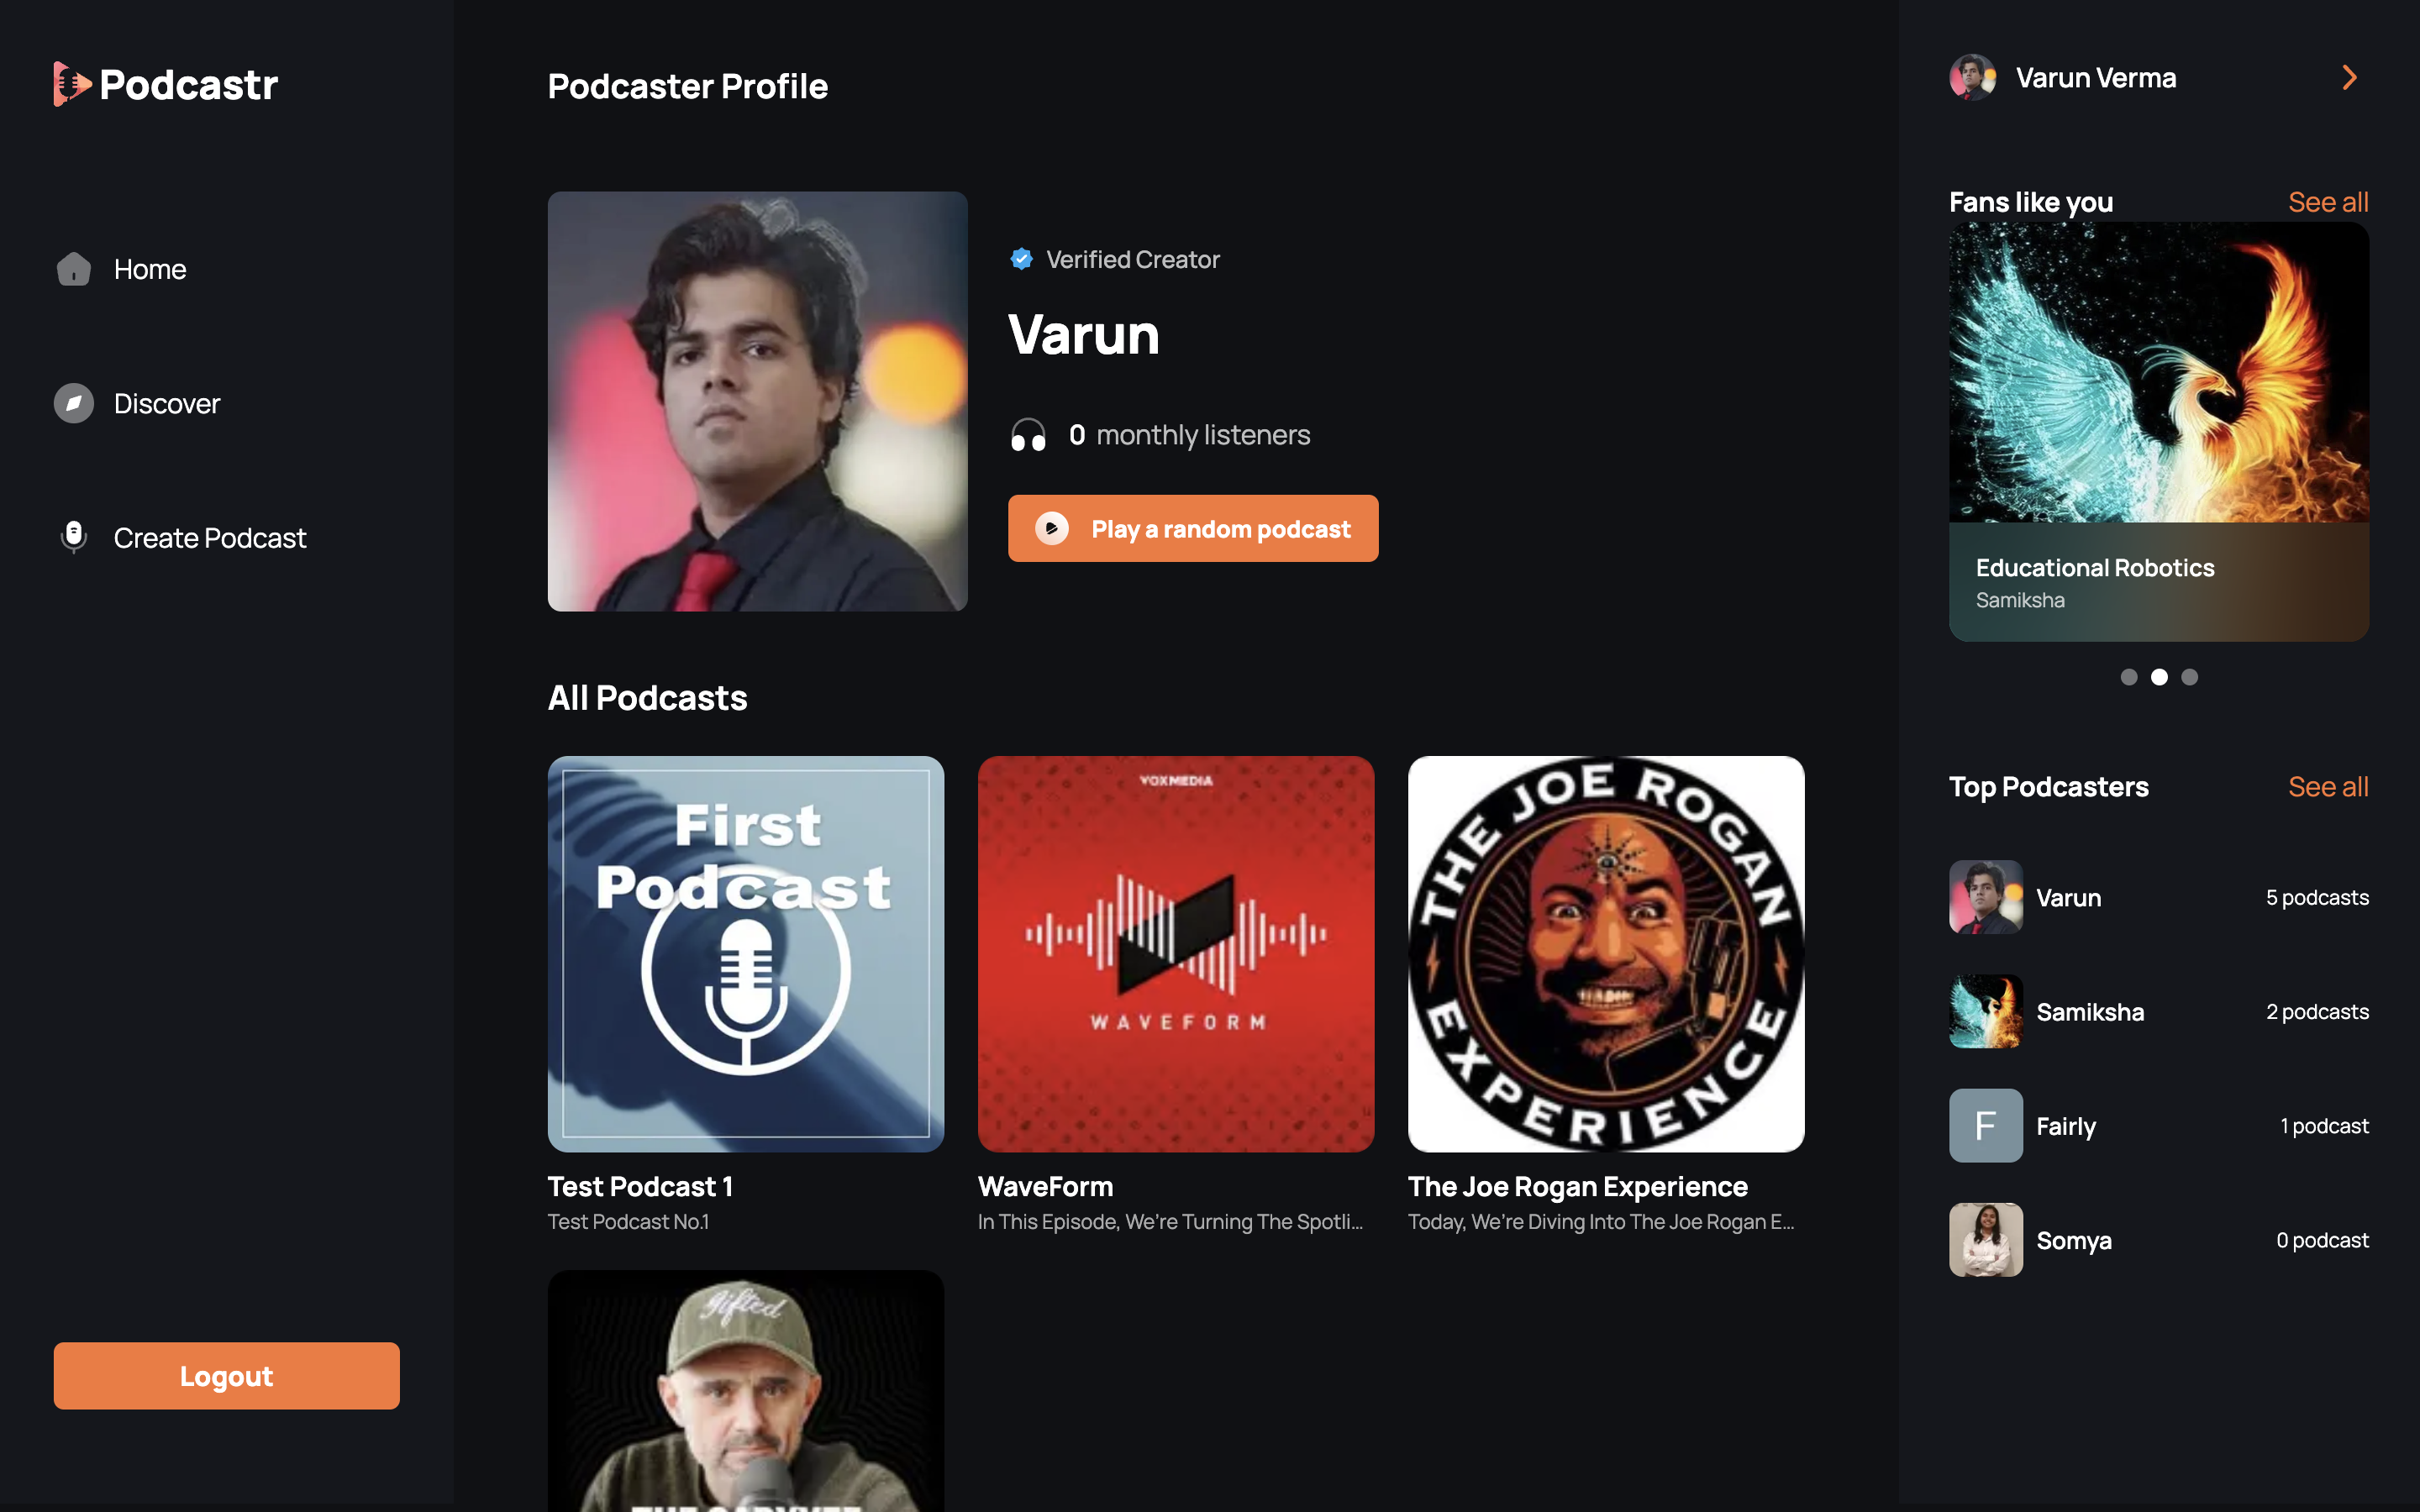 Podcastr
Home
Discover
Create Podcast
Logout
Podcaster Profile
Verified Creator
Varun
0 monthly listeners
Play a random podcast
All Podcasts
First
Podcast
Test Podcast 1
Test Podcast No.1
VOX MEDIA
WAVEFORM
WaveForm
In This Episode, We're Turning The Spotli...
THE JOE ROGAN
EXPERIENCE
The Joe Rogan Experience
Today, We're Diving Into The Joe Rogan E...
Gifted
Varun Verma
Fans like you
See all
Educational Robotics
Samiksha
Top Podcasters
See all
Varun
5 podcasts
Samiksha
2 podcasts
F
Fairly
1 podcast
Somya
0 podcast